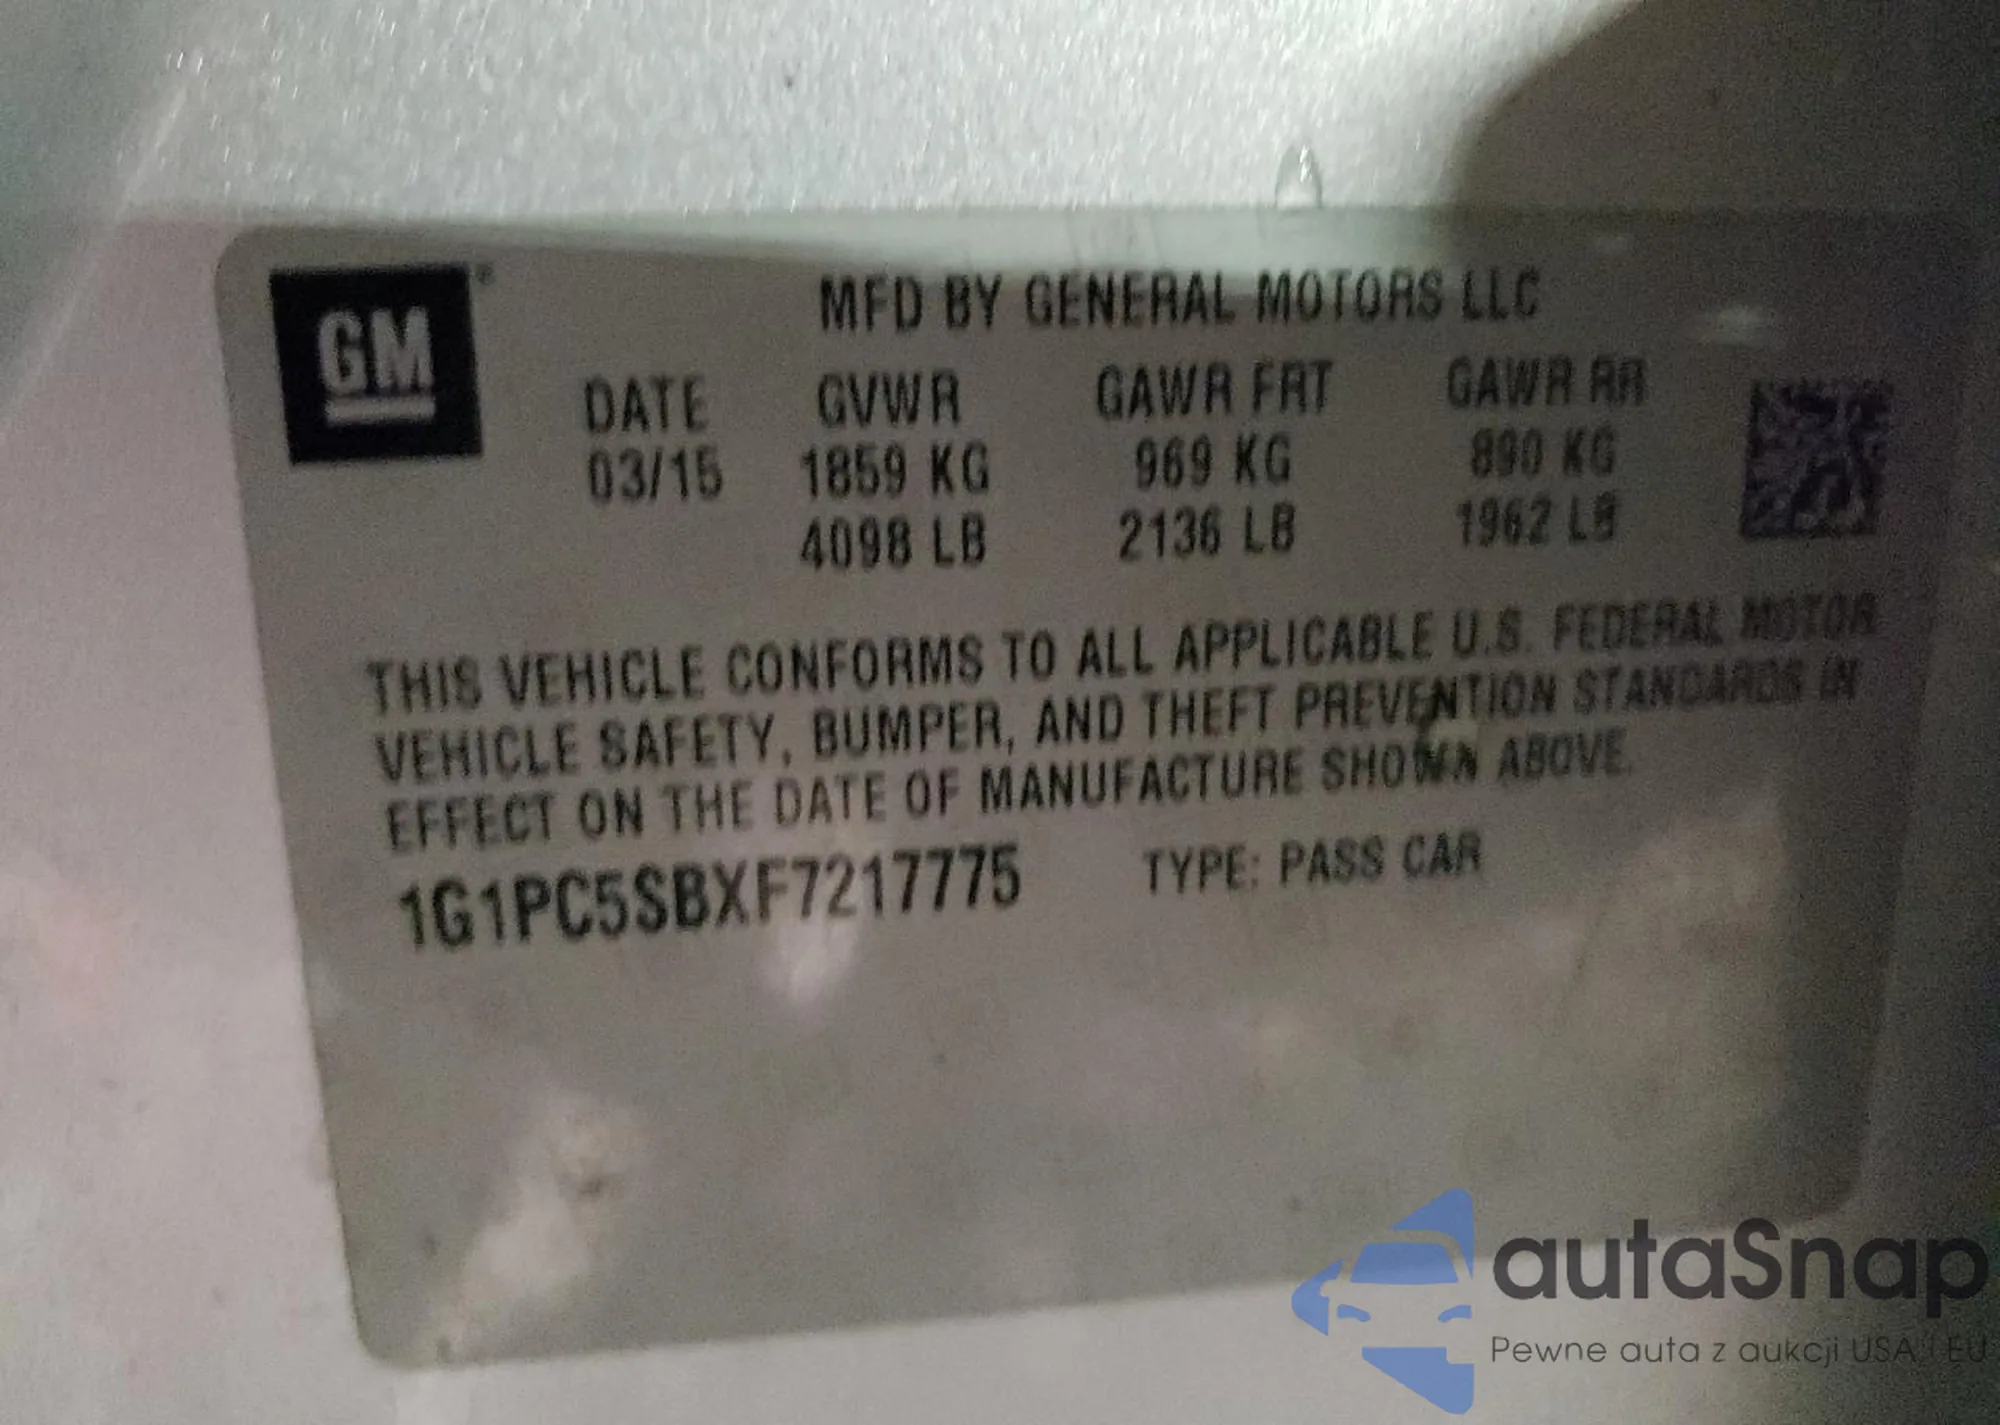 GM
MFD BY GENERAL MOTORS LLC
DATE GVWR GAWR FRT GAWR RR
03/15 1859 KG 969 KG 890 KG
4098 LB 2136 LB 1962 LB
THIS VEHICLE CONFORMS TO ALL APPLICABLE U.S. FEDERAL MOTOR
VEHICLE SAFETY, BUMPER, AND THEFT PREVENTION STANDARDS IN
EFFECT ON THE DATE OF MANUFACTURE SHOWN ABOVE.
1G1PC5SBXF7217775 TYPE: PASS CAR
autaSnap
Pewne auta z aukcji USA i EU